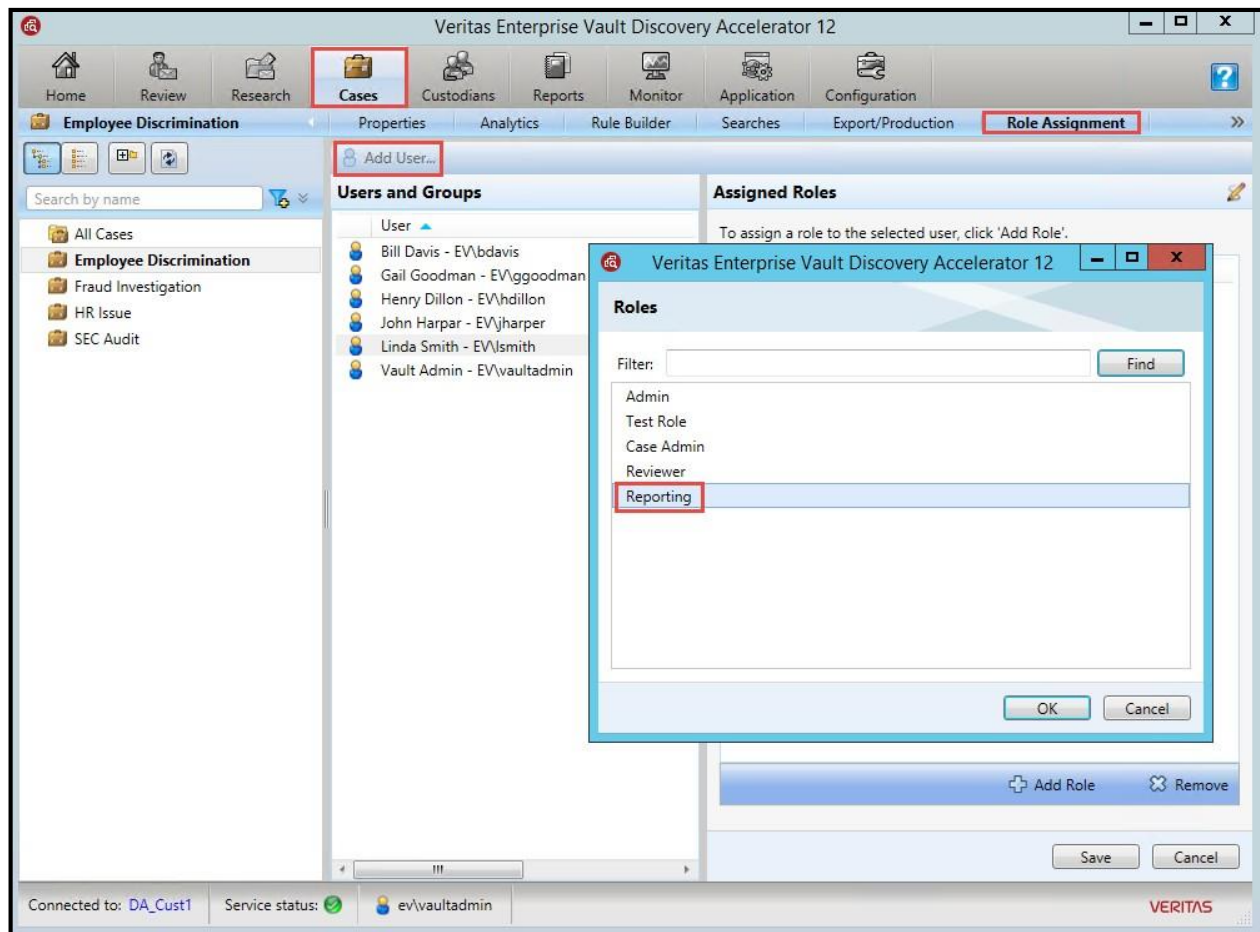 Veritas Enterprise Vault Discovery Accelerator 12
Home Review Research Cases Custodians Reports Monitor Application Configuration
Employee Discrimination Properties Analytics Rule Builder Searches Export/Production Role Assignment
Add User...
Search by name
All Cases
Employee Discrimination
Fraud Investigation
HR Issue
SEC Audit
Users and Groups
User
Bill Davis - EV\bdavis
Gail Goodman - EV\ggoodman
Henry Dillon - EV\hdillon
John Harpar - EV\jharper
Linda Smith - EV\lsmith
Vault Admin - EV\vaultadmin
Assigned Roles
To assign a role to the selected user, click 'Add Role'.
Veritas Enterprise Vault Discovery Accelerator 12
Roles
Filter: Find
Admin
Test Role
Case Admin
Reviewer
Reporting
OK Cancel
Add Role Remove
Save Cancel
Connected to: DA_Cust1 Service status: ev\vaultadmin VERITAS